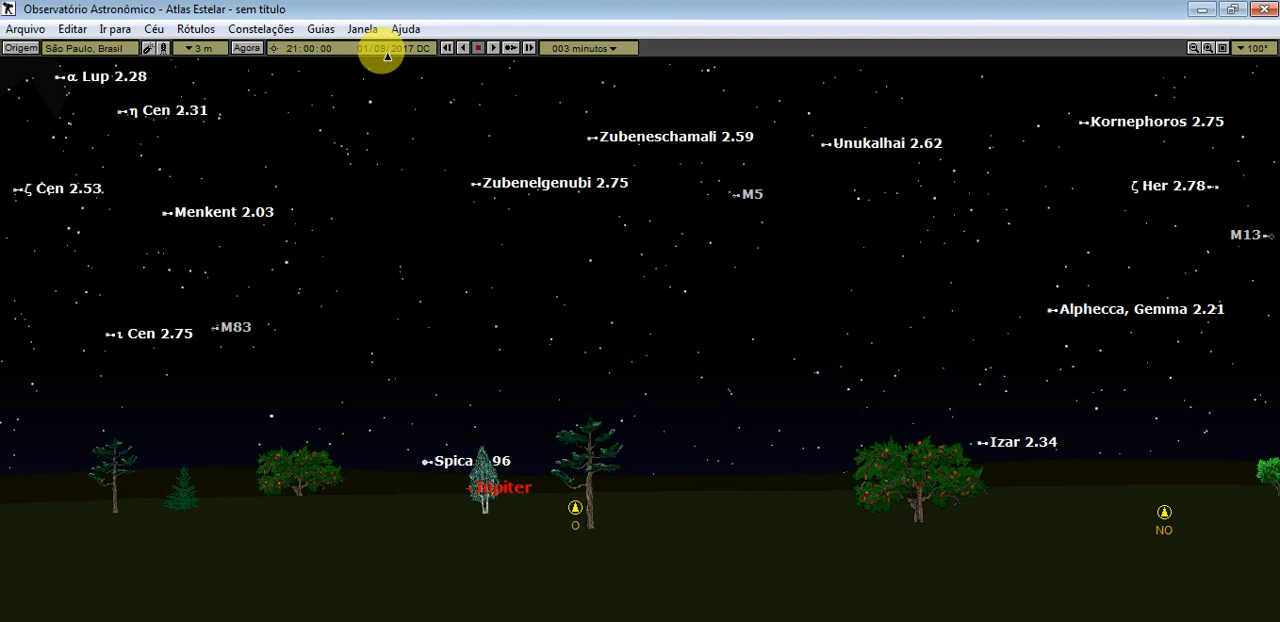 Observatório Astronômico - Atlas Estelar - sem título
Arquivo Editar Ir para Céu Rótulos Constelações Guias Janela Ajuda
Origem São Paulo, Brasil 3 m Agora 21:00:00 01/09/2017 DC 003 minutos 100°
α Lup 2.28
η Cen 2.31
Kornephoros 2.75
Zubeneschamali 2.59
Unukalhai 2.62
Zubenelgenubi 2.75
ζ Her 2.78
ζ Cen 2.53
M5
Menkent 2.03
M13
Alphecca, Gemma 2.21
M83
ι Cen 2.75
Izar 2.34
Spica 96
Júpiter
O
NO